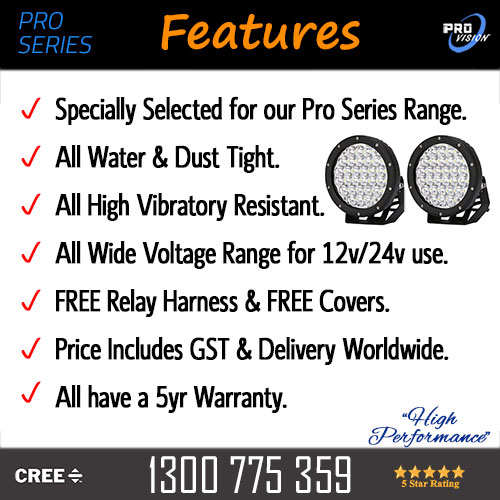 PRO
SERIES
Features
PRO
VISION
Specially Selected for our Pro Series Range.
All Water & Dust Tight.
All High Vibratory Resistant.
All Wide Voltage Range for 12v/24v use.
FREE Relay Harness & FREE Covers.
Price Includes GST & Delivery Worldwide.
All have a 5yr Warranty.
“High
Performance”
CREE
1300 775 359
5 Star Rating